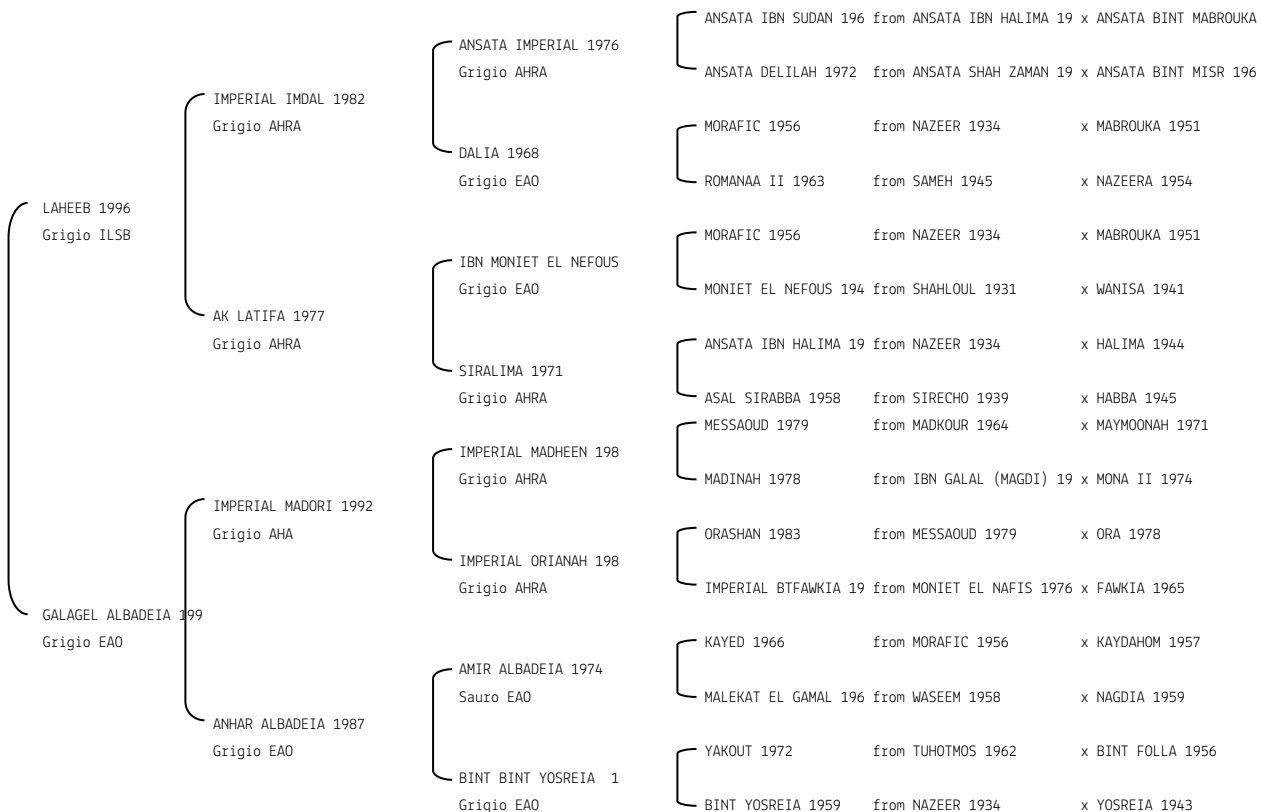 ANSATA IBN SUDAN 196 from ANSATA IBN HALIMA 19 x ANSATA BINT MABROUKA
ANSATA IMPERIAL 1976
Grigio AHRA
ANSATA DELILAH 1972 from ANSATA SHAH ZAMAN 19 x ANSATA BINT MISR 196
IMPERIAL IMDAL 1982
Grigio AHRA
MORAFIC 1956 from NAZEER 1934 x MABROUKA 1951
DALIA 1968
Grigio EAO
ROMANAA II 1963 from SAMEH 1945 x NAZEERA 1954
LAHEEB 1996
Grigio ILSB
MORAFIC 1956 from NAZEER 1934 x MABROUKA 1951
IBN MONIET EL NEFOUS
Grigio EAO
MONIET EL NEFOUS 194 from SHAHLOUL 1931 x WANISA 1941
AK LATIFA 1977
Grigio AHRA
ANSATA IBN HALIMA 19 from NAZEER 1934 x HALIMA 1944
SIRALIMA 1971
Grigio AHRA
ASAL SIRABBA 1958 from SIRECHO 1939 x HABBA 1945
MESSAOUD 1979 from MADKOUR 1964 x MAYMOONAH 1971
IMPERIAL MADHEEN 198
Grigio AHRA
MADINAH 1978 from IBN GALAL (MAGDI) 19 x MONA II 1974
IMPERIAL MADORI 1992
Grigio AHA
ORASHAN 1983 from MESSAOUD 1979 x ORA 1978
IMPERIAL ORIANAH 198
Grigio AHRA
IMPERIAL BTFAWKIA 19 from MONIET EL NAFIS 1976 x FAWKIA 1965
GALAGEL ALBADEIA 199
Grigio EAO
KAYED 1966 from MORAFIC 1956 x KAYDAHOM 1957
AMIR ALBADEIA 1974
Sauro EAO
MALEKAT EL GAMAL 196 from WASEEM 1958 x NAGDIA 1959
ANHAR ALBADEIA 1987
Grigio EAO
YAKOUT 1972 from TUHOTMOS 1962 x BINT FOLLA 1956
BINT BINT YOSREIA 1
Grigio EAO
BINT YOSREIA 1959 from NAZEER 1934 x YOSREIA 1943